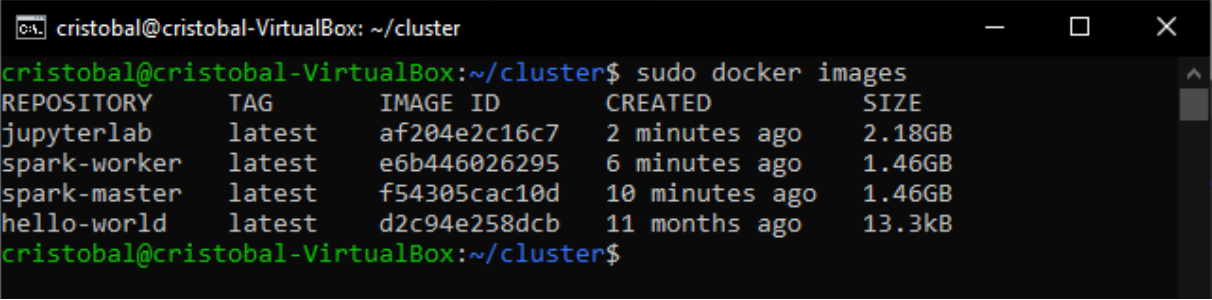 cristobal@cristobal-VirtualBox: ~/cluster
cristobal@cristobal-VirtualBox:~/cluster$ sudo docker images
REPOSITORY     TAG       IMAGE ID       CREATED          SIZE
jupyterlab     latest    af204e2c16c7   2 minutes ago    2.18GB
spark-worker   latest    e6b446026295   6 minutes ago    1.46GB
spark-master   latest    f54305cac10d   10 minutes ago   1.46GB
hello-world    latest    d2c94e258dcb   11 months ago    13.3kB
cristobal@cristobal-VirtualBox:~/cluster$